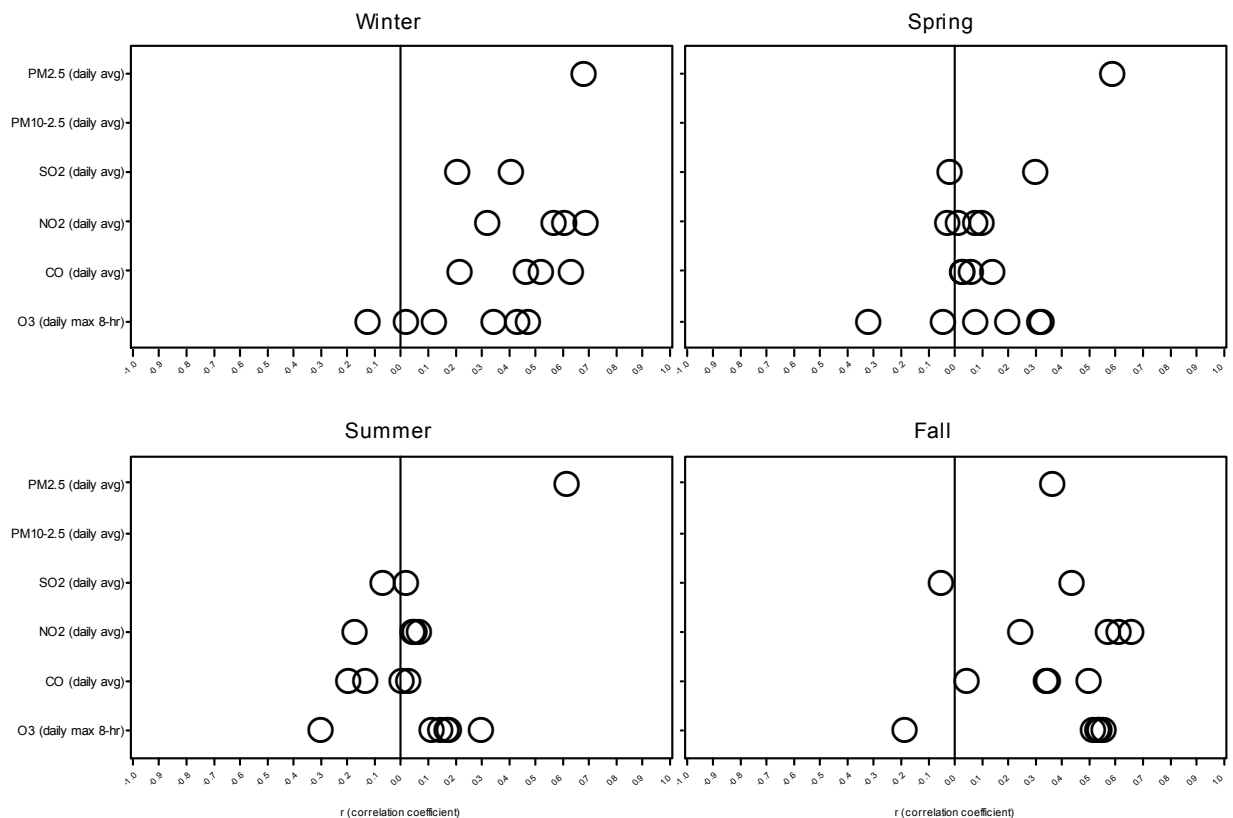 Winter
Spring
PM2.5 (daily avg)
PM10-2.5 (daily avg)
SO2 (daily avg)
NO2 (daily avg)
CO (daily avg)
O3 (daily max 8-hr)
-1.0 -0.9 -0.8 -0.7 -0.6 -0.5 -0.4 -0.3 -0.2 -0.1 0.0 0.1 0.2 0.3 0.4 0.5 0.6 0.7 0.8 0.9 1.0
-1.0 -0.9 -0.8 -0.7 -0.6 -0.5 -0.4 -0.3 -0.2 -0.1 0.0 0.1 0.2 0.3 0.4 0.5 0.6 0.7 0.8 0.9 1.0
Summer
Fall
PM2.5 (daily avg)
PM10-2.5 (daily avg)
SO2 (daily avg)
NO2 (daily avg)
CO (daily avg)
O3 (daily max 8-hr)
-1.0 -0.9 -0.8 -0.7 -0.6 -0.5 -0.4 -0.3 -0.2 -0.1 0.0 0.1 0.2 0.3 0.4 0.5 0.6 0.7 0.8 0.9 1.0
-1.0 -0.9 -0.8 -0.7 -0.6 -0.5 -0.4 -0.3 -0.2 -0.1 0.0 0.1 0.2 0.3 0.4 0.5 0.6 0.7 0.8 0.9 1.0
r (correlation coefficient)
r (correlation coefficient)